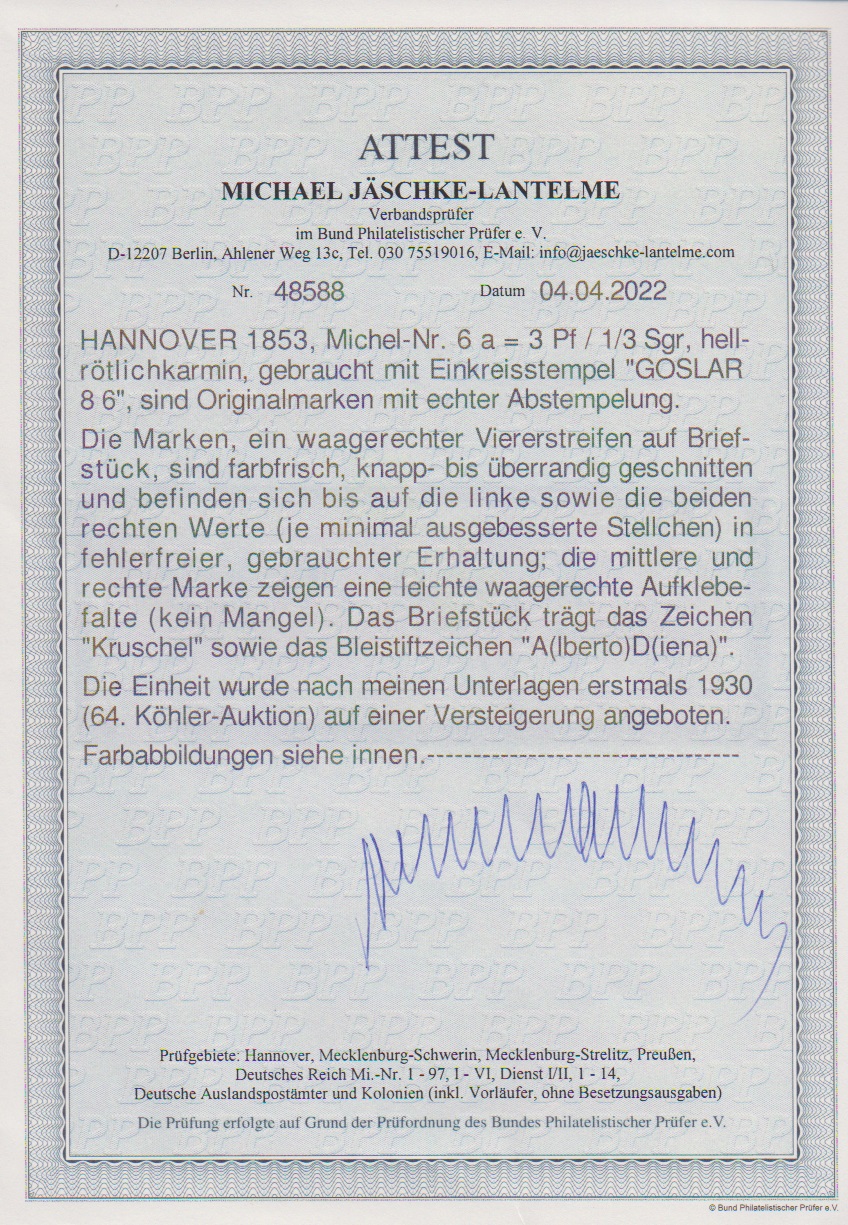 ATTEST
MICHAEL JÄSCHKE-LANTELME
Verbandsprüfer
im Bund Philatelistischer Prüfer e. V.
D-12207 Berlin, Ahlener Weg 13c, Tel. 030 75519016, E-Mail: info@jaeschke-lantelme.com
Nr. 48588 Datum 04.04.2022
HANNOVER 1853, Michel-Nr. 6 a = 3 Pf / 1/3 Sgr, hell-
rötlichkarmin, gebraucht mit Einkreisstempel "GOSLAR
8 6", sind Originalmarken mit echter Abstempelung.
Die Marken, ein waagerechter Viererstreifen auf Brief-
stück, sind farbfrisch, knapp- bis überrandig geschnitten
und befinden sich bis auf die linke sowie die beiden
rechten Werte (je minimal ausgebesserte Stellchen) in
fehlerfreier, gebrauchter Erhaltung; die mittlere und
rechte Marke zeigen eine leichte waagerechte Aufklebe-
falte (kein Mangel). Das Briefstück trägt das Zeichen
"Kruschel" sowie das Bleistiftzeichen "A(lberto)D(iena)".
Die Einheit wurde nach meinen Unterlagen erstmals 1930
(64. Köhler-Auktion) auf einer Versteigerung angeboten.
Farbabbildungen siehe innen.----------------------------------
Prüfgebiete: Hannover, Mecklenburg-Schwerin, Mecklenburg-Strelitz, Preußen,
Deutsches Reich Mi.-Nr. 1 - 97, I - VI, Dienst I/II, 1 - 14,
Deutsche Auslandspostämter und Kolonien (inkl. Vorläufer, ohne Besetzungsausgaben)
Die Prüfung erfolgte auf Grund der Prüfordnung des Bundes Philatelistischer Prüfer e.V.
© Bund Philatelistischer Prüfer e.V.